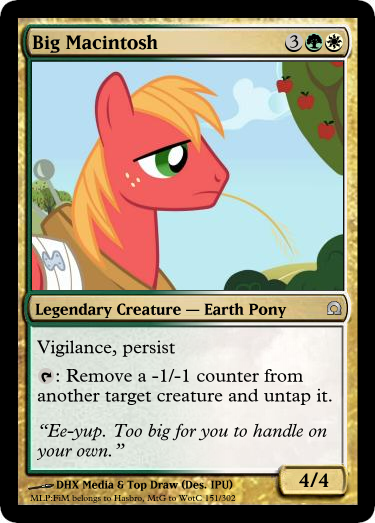 Big Macintosh 3
Legendary Creature — Earth Pony
Vigilance, persist
: Remove a -1/-1 counter from
another target creature and untap it.
“Ee-yup. Too big for you to handle on
your own.”
DHX Media & Top Draw (Des. IPU)
4/4
MLP:FiM belongs to Hasbro, MtG to WotC 151/302